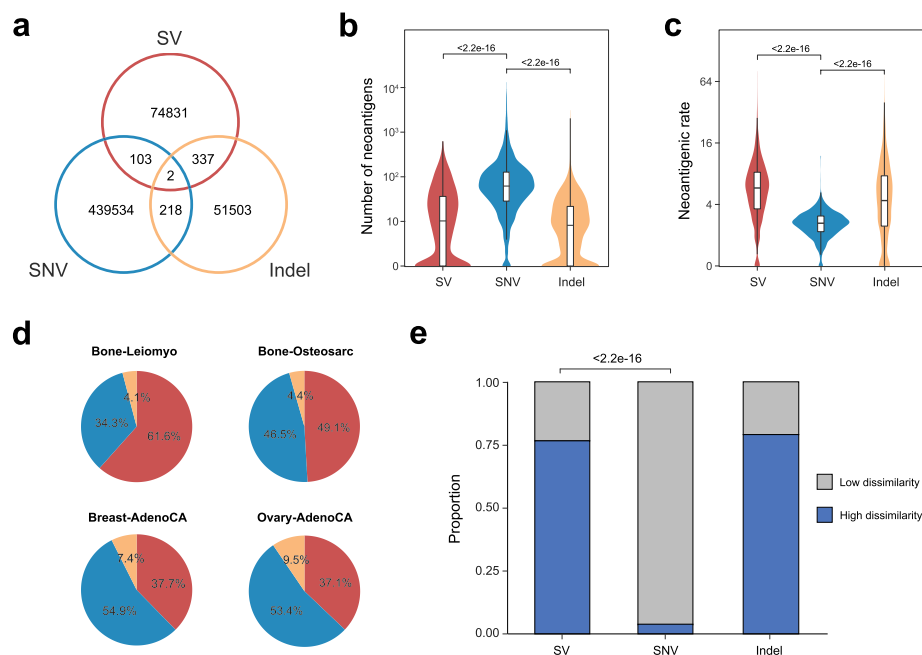 a
SV
74831
103
337
2
439534
218
51503
SNV
Indel
b
Number of neoantigens
<2.2e-16
<2.2e-16
10⁴
10³
10²
10
0
SV
SNV
Indel
c
Neoantigenic rate
<2.2e-16
<2.2e-16
64
16
4
0
SV
SNV
Indel
d
Bone-Leiomyo
4.1%
34.3%
61.6%
Bone-Osteosarc
4.4%
46.5%
49.1%
Breast-AdenoCA
7.4%
37.7%
54.9%
Ovary-AdenoCA
9.5%
37.1%
53.4%
e
<2.2e-16
Proportion
1.00
0.75
0.50
0.25
0.00
SV
SNV
Indel
Low dissimilarity
High dissimilarity